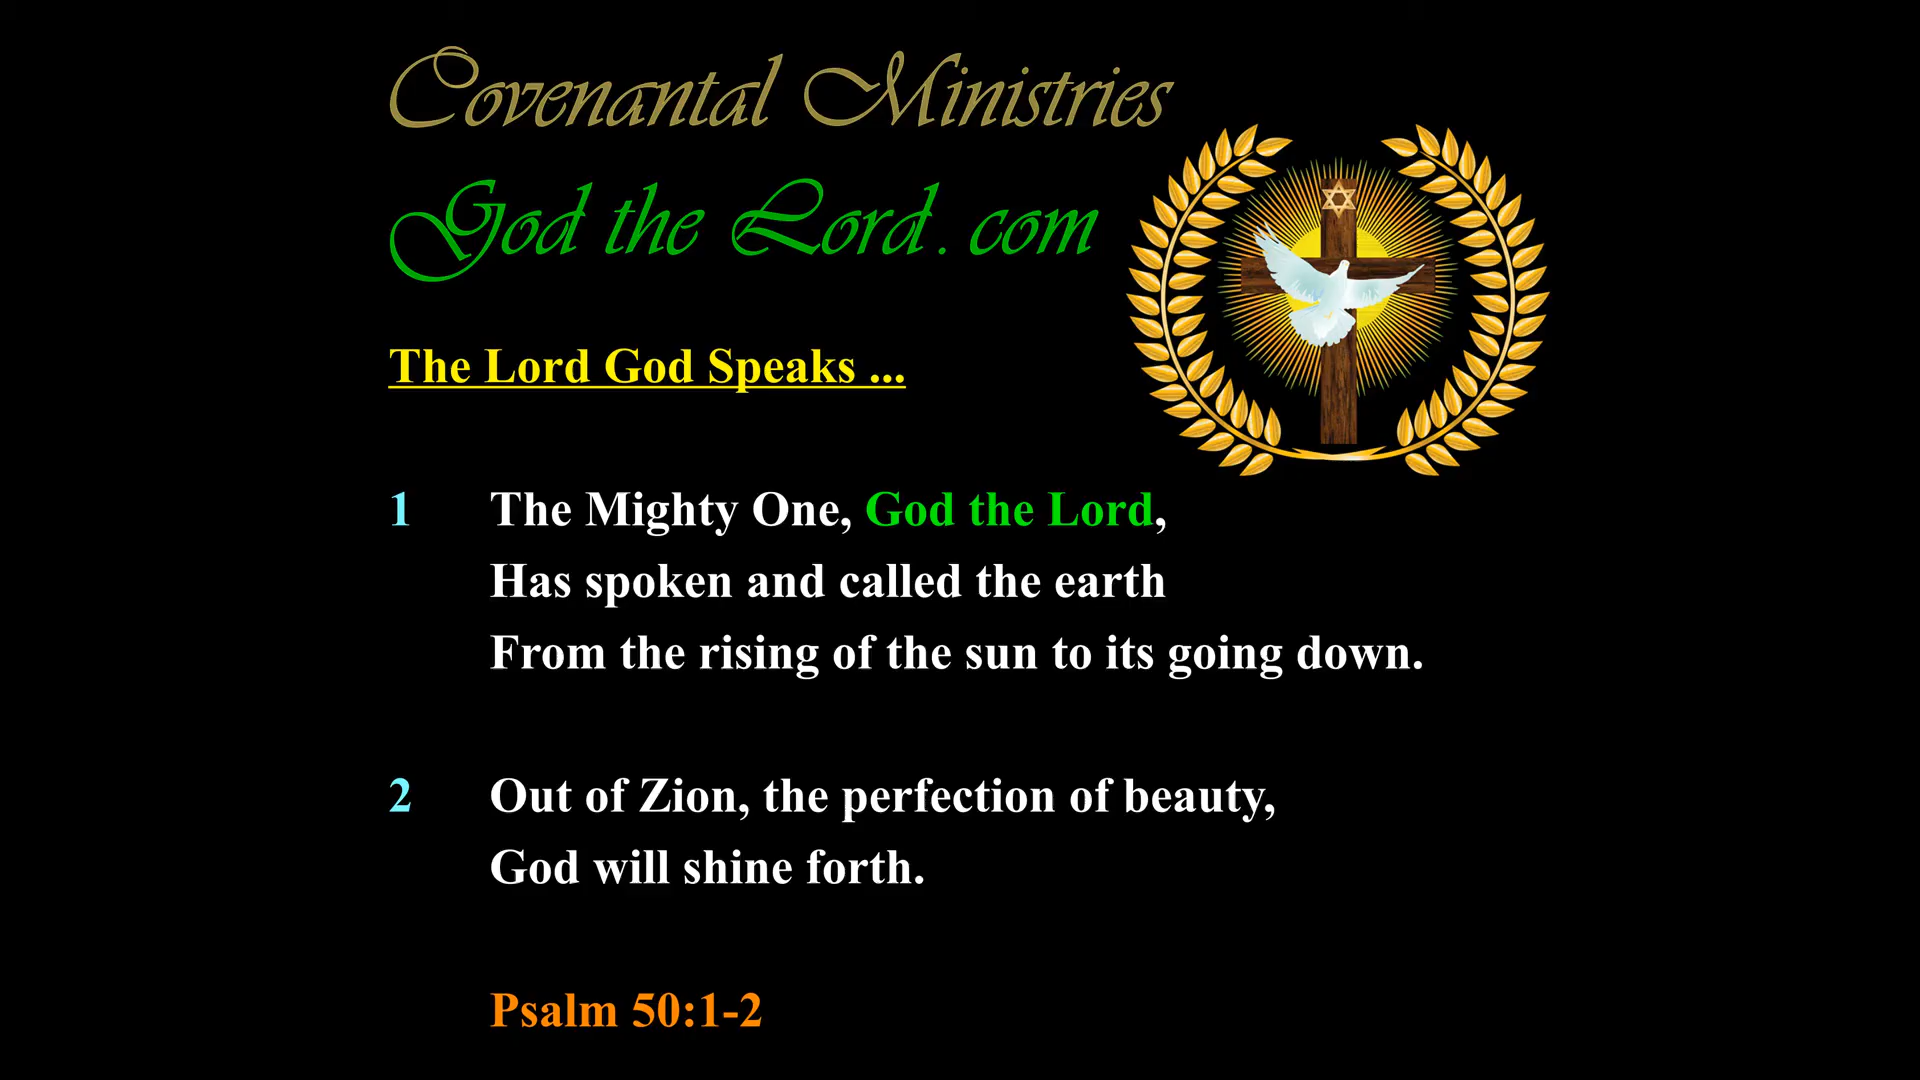 Covenantal Ministries
God the Lord.com
The Lord God Speaks ...
1 The Mighty One, God the Lord,
Has spoken and called the earth
From the rising of the sun to its going down.
2 Out of Zion, the perfection of beauty,
God will shine forth.
Psalm 50:1-2